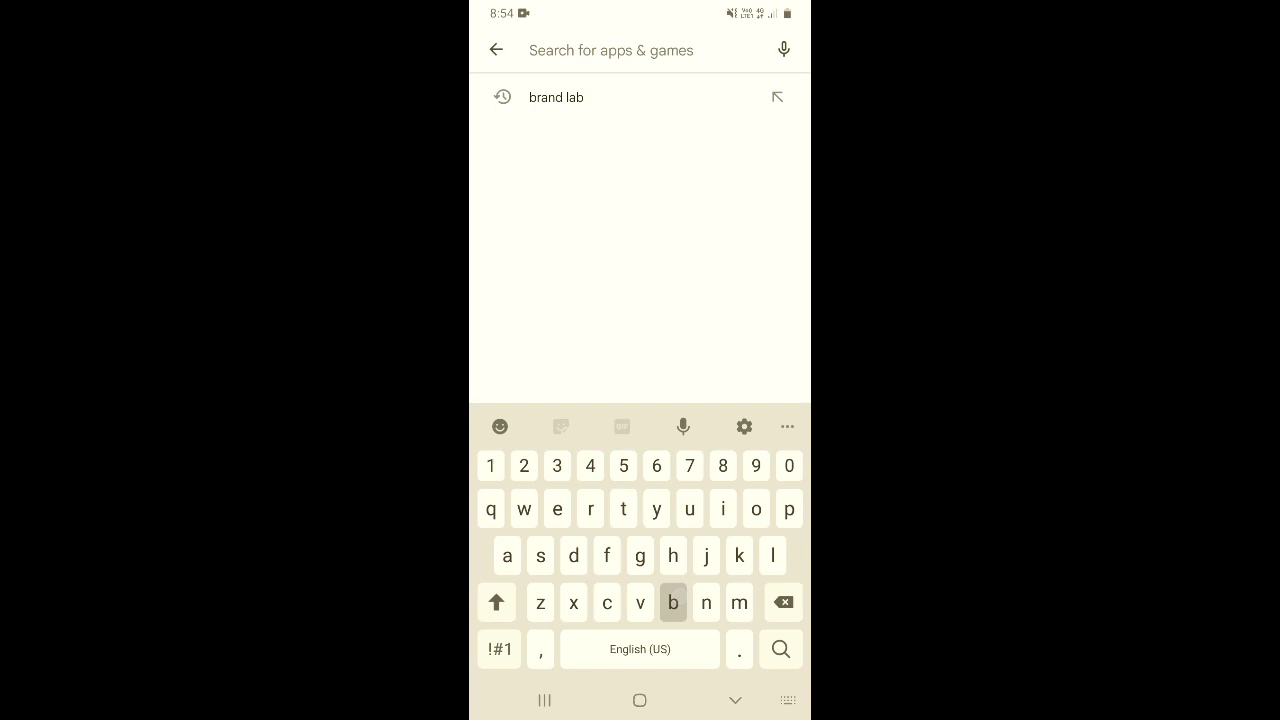 8:54
Search for apps & games
brand lab
GIF
1 2 3 4 5 6 7 8 9 0
q w e r t y u i o p
a s d f g h j k l
z x c v b n m
!#1 , English (US) .